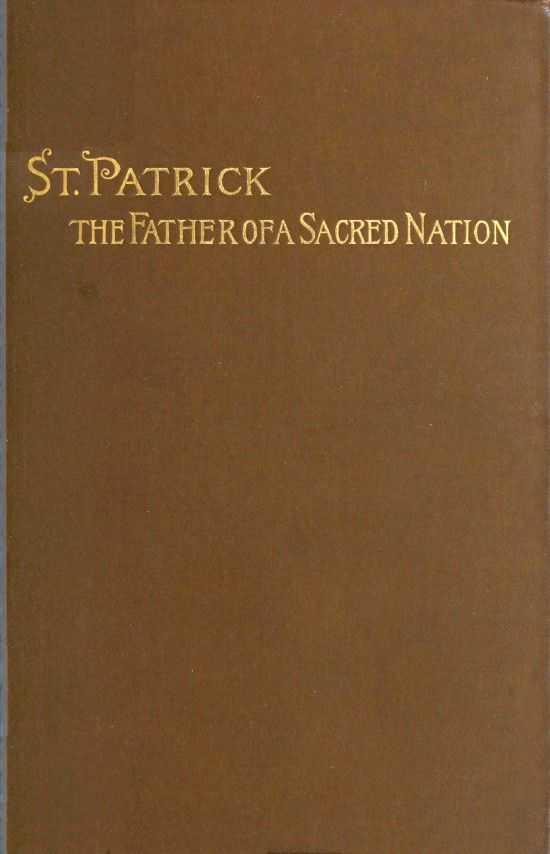 ST. PATRICK
THE FATHER OF A SACRED NATION